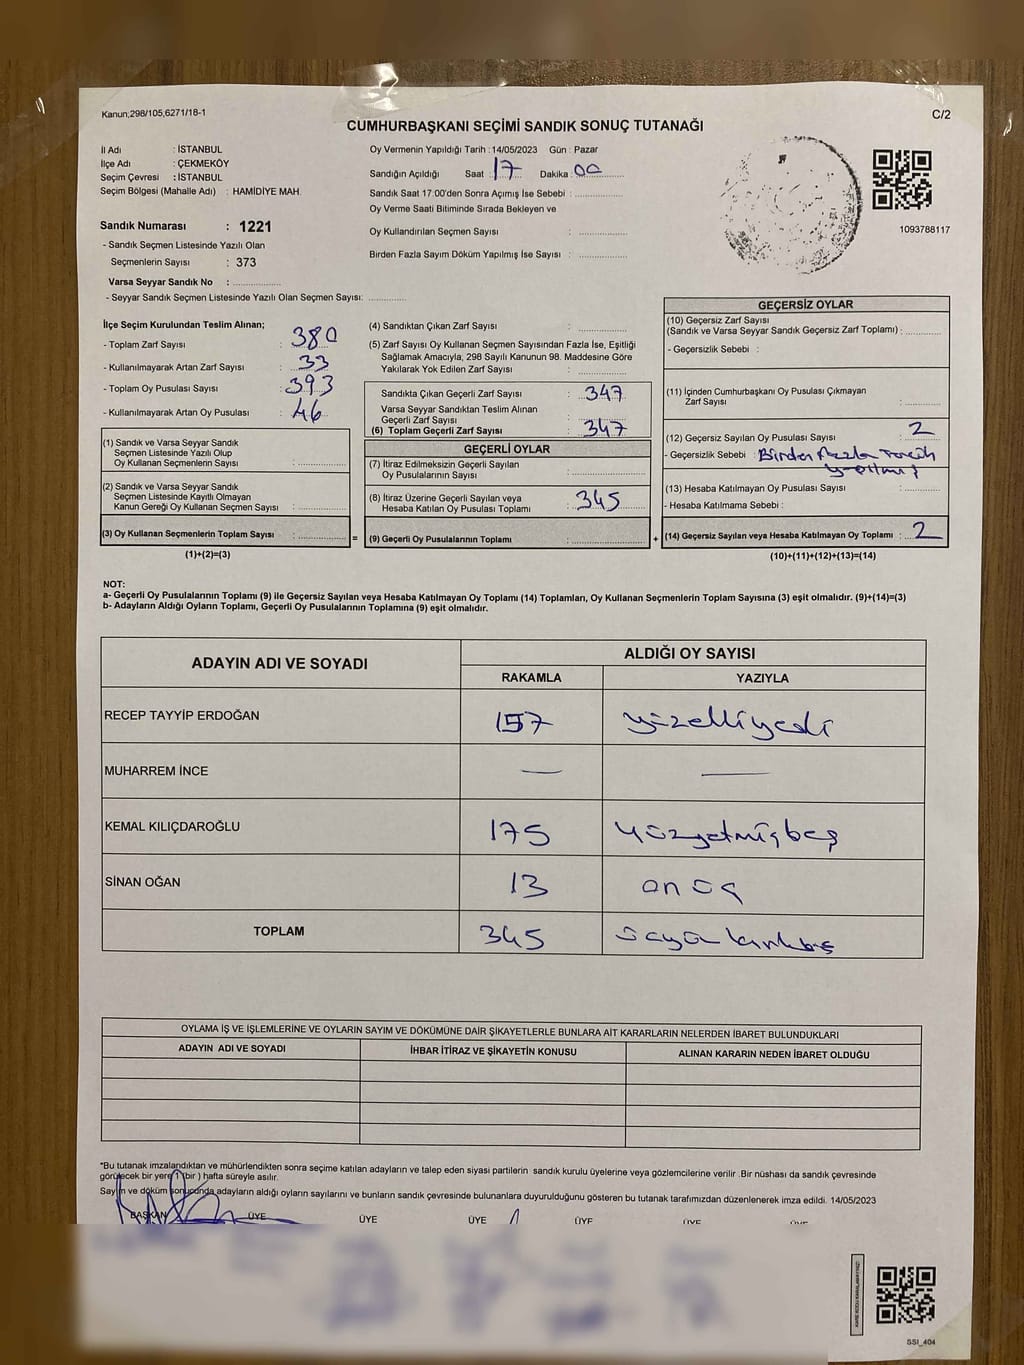 Kanun;298/105,6271/18-1
C/2
CUMHURBAŞKANI SEÇİMİ SANDIK SONUÇ TUTANAĞI
İl Adı : İSTANBUL
İlçe Adı : ÇEKMEKÖY
Seçim Çevresi : İSTANBUL
Seçim Bölgesi (Mahalle Adı) : HAMİDİYE MAH.
Sandık Numarası : 1221
- Sandık Seçmen Listesinde Yazılı Olan
Seçmenlerin Sayısı : 373
Varsa Seyyar Sandık No :
- Seyyar Sandık Seçmen Listesinde Yazılı Olan Seçmen Sayısı:
Oy Vermenin Yapıldığı Tarih : 14/05/2023 Gün : Pazar
Sandığın Açıldığı Saat : 17 Dakika : 00
Sandık Saat 17:00'den Sonra Açımış İse Sebebi :
Oy Verme Saati Bitiminde Sırada Bekleyen ve
Oy Kullandırılan Seçmen Sayısı :
Birden Fazla Sayım Döküm Yapılmış İse Sayısı :
1093788117
İlçe Seçim Kurulundan Teslim Alınan;
- Toplam Zarf Sayısı : 380
- Kullanılmayarak Artan Zarf Sayısı : 33
- Toplam Oy Pusulası Sayısı : 393
- Kullanılmayarak Artan Oy Pusulası : 46
(1) Sandık ve Varsa Seyyar Sandık
Seçmen Listesinde Yazılı Olup
Oy Kullanan Seçmenlerin Sayısı :
(2) Sandık ve Varsa Seyyar Sandık
Seçmen Listesinde Kayıtlı Olmayan
Kanun Gereği Oy Kullanan Seçmen Sayısı :
(3) Oy Kullanan Seçmenlerin Toplam Sayısı : =
(1)+(2)=(3)
(4) Sandıktan Çıkan Zarf Sayısı :
(5) Zarf Sayısı Oy Kullanan Seçmen Sayısından Fazla İse, Eşitliği
Sağlamak Amacıyla, 298 Sayılı Kanunun 98. Maddesine Göre
Yakılarak Yok Edilen Zarf Sayısı :
Sandıkta Çıkan Geçerli Zarf Sayısı : 347
Varsa Seyyar Sandıktan Teslim Alınan
Geçerli Zarf Sayısı :
(6) Toplam Geçerli Zarf Sayısı : 347
GEÇERLİ OYLAR
(7) İtiraz Edilmeksizin Geçerli Sayılan
Oy Pusulalarının Sayısı :
(8) İtiraz Üzerine Geçerli Sayılan veya
Hesaba Katılan Oy Pusulası Toplamı : 345
(9) Geçerli Oy Pusulalarının Toplamı : +
GEÇERSİZ OYLAR
(10) Geçersiz Zarf Sayısı
(Sandık ve Varsa Seyyar Sandık Geçersiz Zarf Toplamı) :
- Geçersizlik Sebebi :
(11) İçinden Cumhurbaşkanı Oy Pusulası Çıkmayan
Zarf Sayısı :
(12) Geçersiz Sayılan Oy Pusulası Sayısı : 2
- Geçersizlik Sebebi : Birden fazla tercih
yapılmış
(13) Hesaba Katılmayan Oy Pusulası Sayısı :
- Hesaba Katılmama Sebebi :
(14) Geçersiz Sayılan veya Hesaba Katılmayan Oy Toplamı : 2
(10)+(11)+(12)+(13)=(14)
NOT:
a- Geçerli Oy Pusulalarının Toplamı (9) ile Geçersiz Sayılan veya Hesaba Katılmayan Oy Toplamı (14) Toplamları, Oy Kullanan Seçmenlerin Toplam Sayısına (3) eşit olmalıdır. (9)+(14)=(3)
b- Adayların Aldığı Oyların Toplamı, Geçerli Oy Pusulalarının Toplamına (9) eşit olmalıdır.
ADAYIN ADI VE SOYADI
ALDIĞI OY SAYISI
RAKAMLA YAZIYLA
RECEP TAYYİP ERDOĞAN 157 yüzelliyedi
MUHARREM İNCE — —
KEMAL KILIÇDAROĞLU 175 yüzyetmişbeş
SİNAN OĞAN 13 onüç
TOPLAM 345 üçyüzkırkbeş
OYLAMA İŞ VE İŞLEMLERİNE VE OYLARIN SAYIM VE DÖKÜMÜNE DAİR ŞİKAYETLERLE BUNLARA AİT KARARLARIN NELERDEN İBARET BULUNDUKLARI
ADAYIN ADI VE SOYADI İHBAR İTİRAZ VE ŞİKAYETİN KONUSU ALINAN KARARIN NEDEN İBARET OLDUĞU
*Bu tutanak imzalandıktan ve mühürlendikten sonra seçime katılan adayların ve talep eden siyasi partilerin sandık kurulu üyelerine veya gözlemcilerine verilir .Bir nüshası da sandık çevresinde
görülecek bir yere 1 (bir ) hafta süreyle asılır.
Sayım ve döküm sonucunda adayların aldığı oyların sayılarını ve bunların sandık çevresinde bulunanlara duyurulduğunu gösteren bu tutanak tarafımızdan düzenlenerek imza edildi. 14/05/2023
BAŞKAN ÜYE ÜYE ÜYE ÜYE ÜYE ÜYE
SSI_404